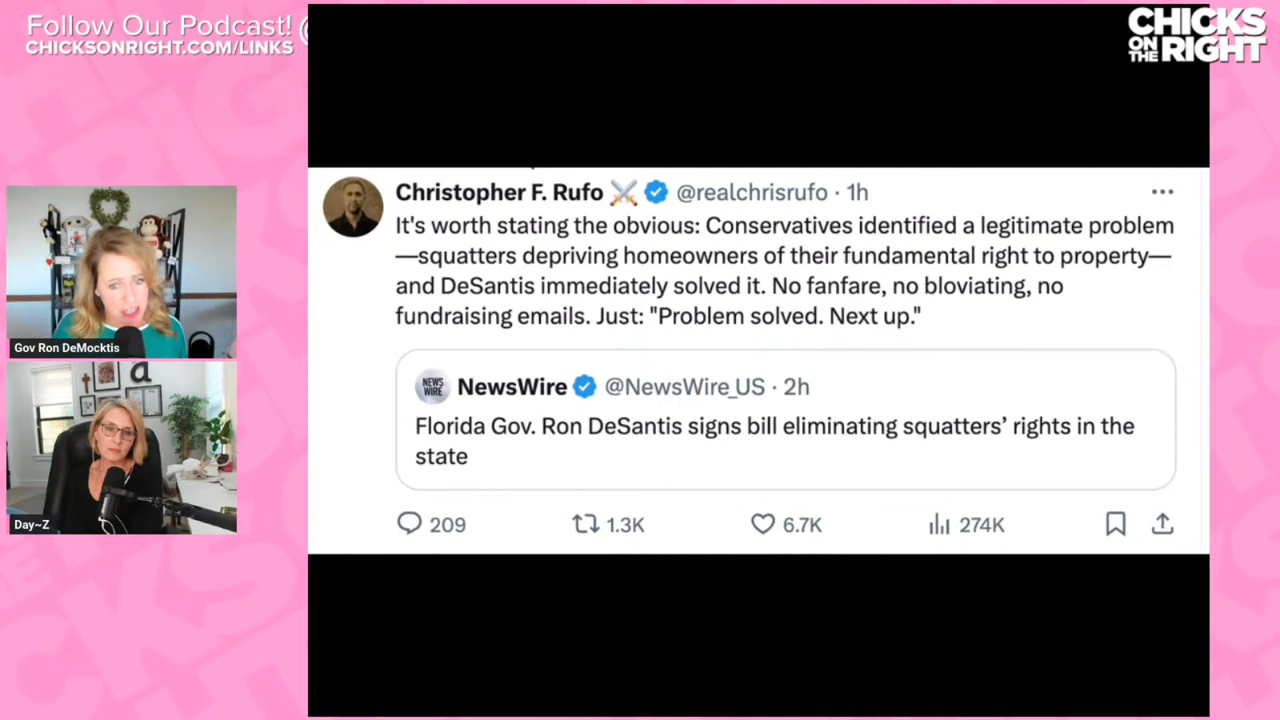 Follow Our Podcast!
CHICKSONRIGHT.COM/LINKS
CHICKS
ON THE RIGHT
Christopher F. Rufo ⚔️ @realchrisrufo · 1h
It's worth stating the obvious: Conservatives identified a legitimate problem
—squatters depriving homeowners of their fundamental right to property—
and DeSantis immediately solved it. No fanfare, no bloviating, no
fundraising emails. Just: "Problem solved. Next up."
NEWS
WIRE
NewsWire @NewsWire_US · 2h
Florida Gov. Ron DeSantis signs bill eliminating squatters’ rights in the
state
209
1.3K
6.7K
274K
Gov Ron DeMocktis
a
Day~Z